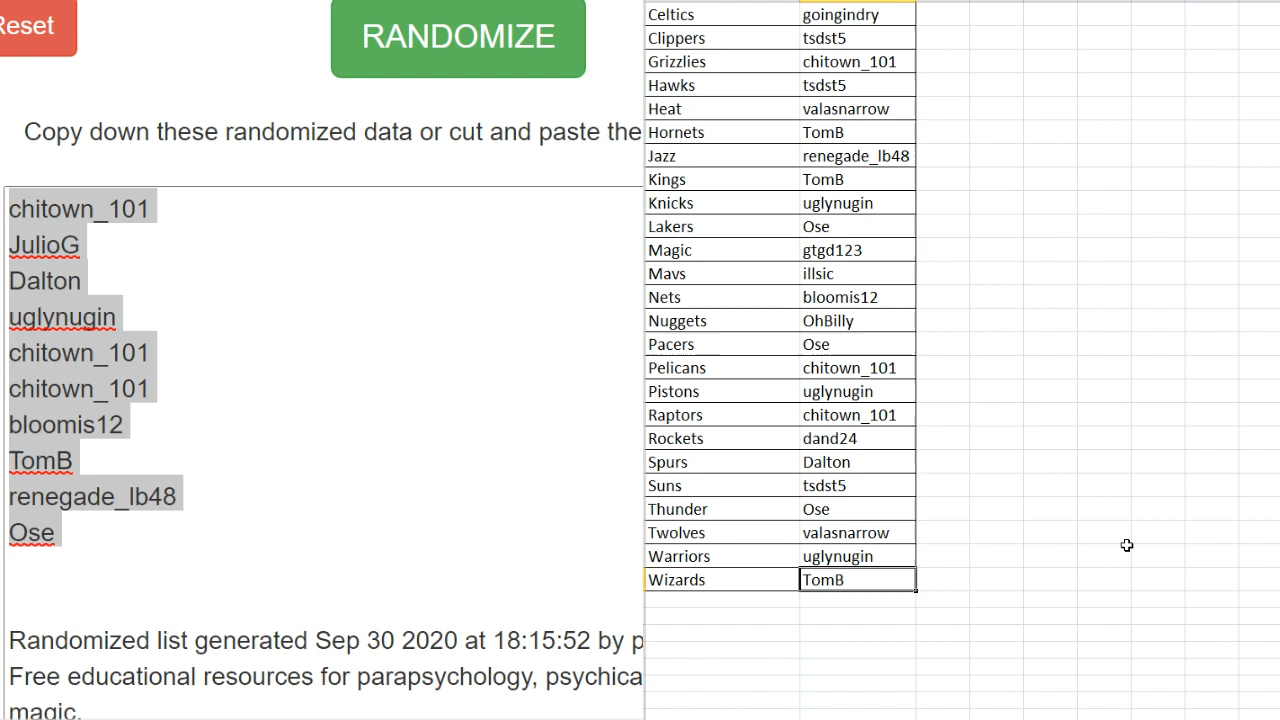 Reset
RANDOMIZE
Copy down these randomized data or cut and paste the
chitown_101
JulioG
Dalton
uglynugin
chitown_101
chitown_101
bloomis12
TomB
renegade_lb48
Ose
Randomized list generated Sep 30 2020 at 18:15:52 by p
Free educational resources for parapsychology, psychica
magic.
Celtics goingindry
Clippers tsdst5
Grizzlies chitown_101
Hawks tsdst5
Heat valasnarrow
Hornets TomB
Jazz renegade_lb48
Kings TomB
Knicks uglynugin
Lakers Ose
Magic gtgd123
Mavs illsic
Nets bloomis12
Nuggets OhBilly
Pacers Ose
Pelicans chitown_101
Pistons uglynugin
Raptors chitown_101
Rockets dand24
Spurs Dalton
Suns tsdst5
Thunder Ose
Twolves valasnarrow
Warriors uglynugin
Wizards TomB